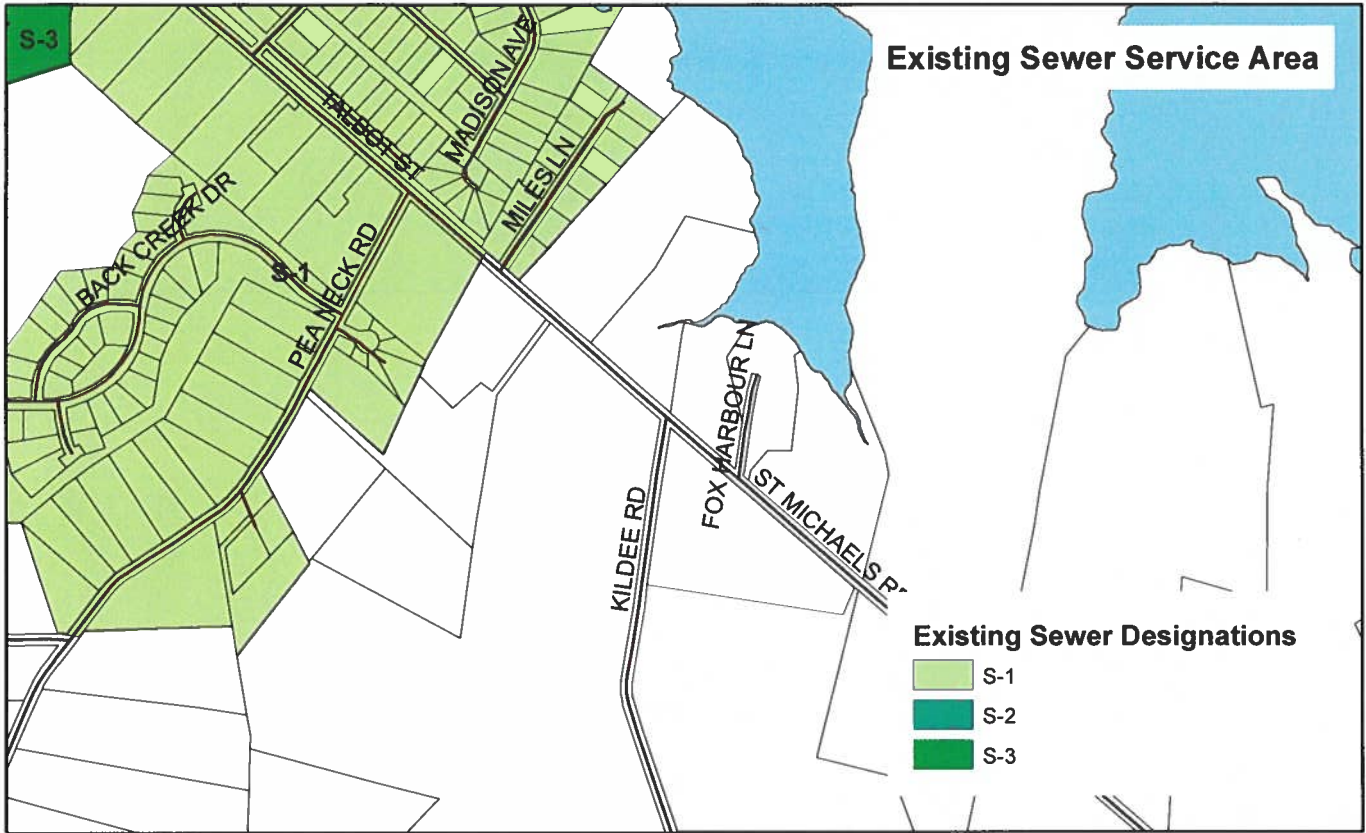 S-3
Existing Sewer Service Area
TALBOT ST
MADISON AVE
MILES LN
BACK CREEK DR
S-1
PEA NECK RD
FOX HARBOUR LN
KILDEE RD
ST MICHAELS
Existing Sewer Designations
S-1
S-2
S-3